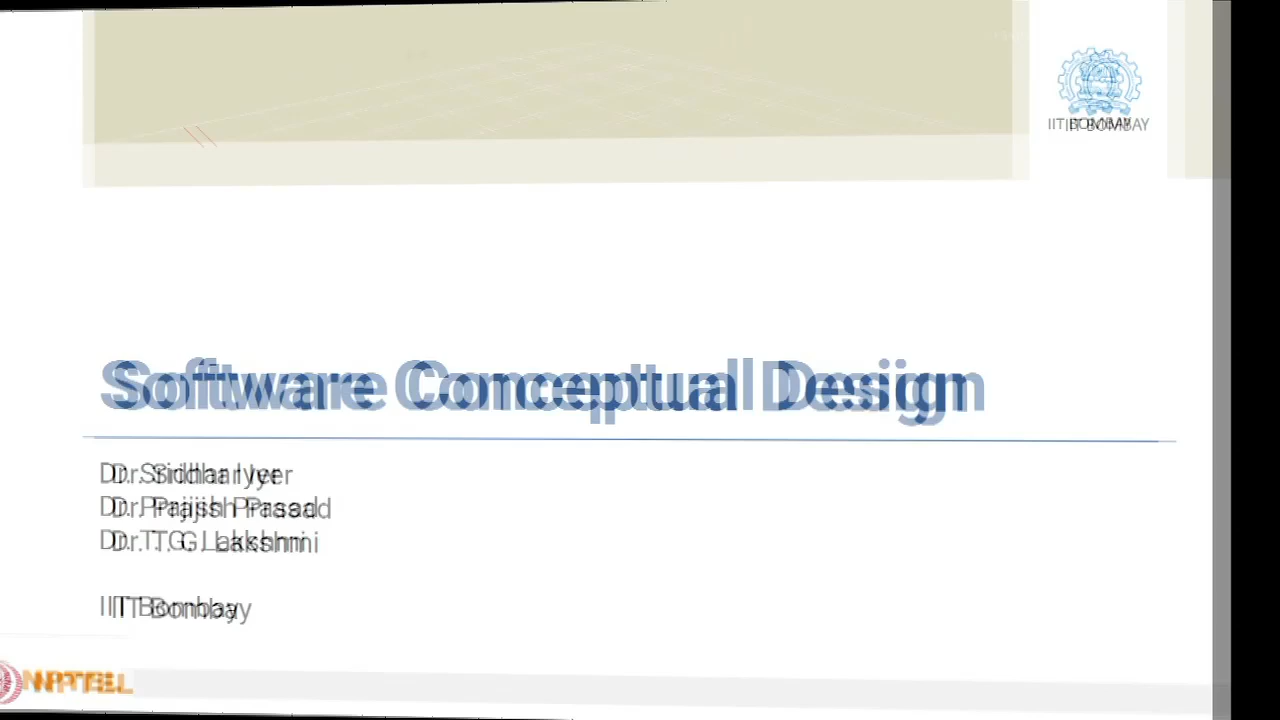 IIT BOMBAY
Software Conceptual Design
Dr. Sridhar Iyer
Dr. Prajish Prasad
Dr. T. G. Lakshmi
IIT Bombay
NPTEL